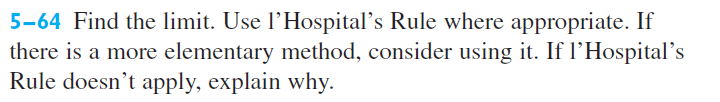 5–64 Find the limit. Use l’Hospital’s Rule where appropriate. If
there is a more elementary method, consider using it. If l’Hospital’s
Rule doesn’t apply, explain why.